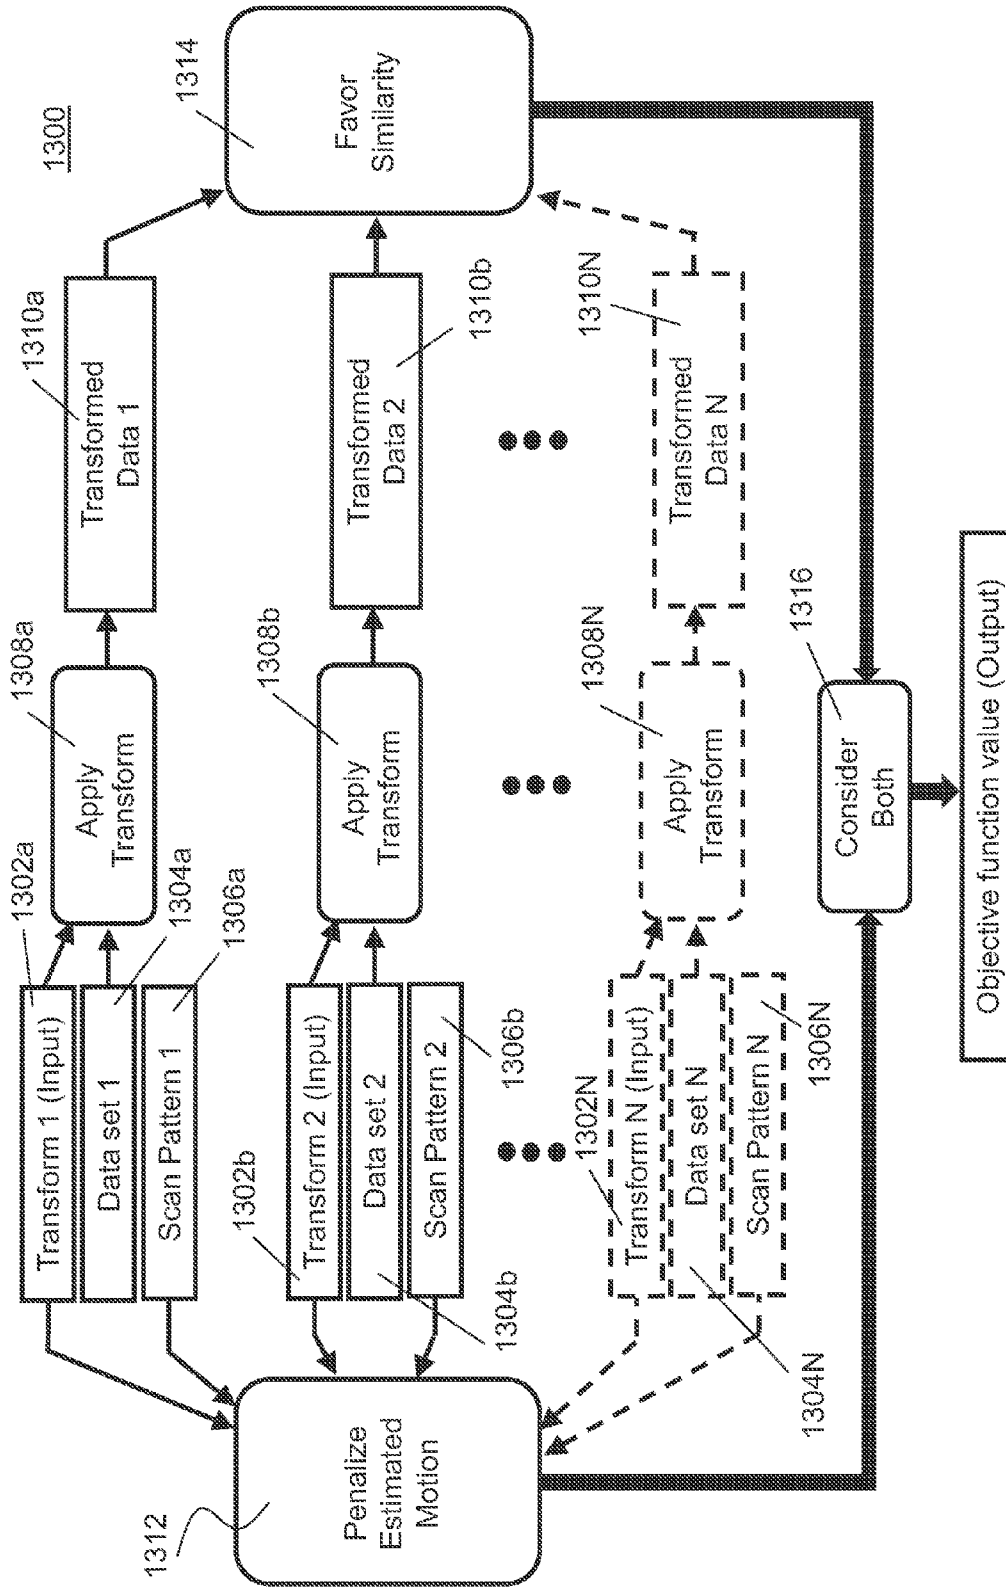 1300
1302a
Transform 1 (Input)
1304a
Data set 1
1306a
Scan Pattern 1
1308a
Apply
Transform
1310a
Transformed
Data 1
1302b
Transform 2 (Input)
1304b
Data set 2
1306b
Scan Pattern 2
1308b
Apply
Transform
1310b
Transformed
Data 2
1302N
Transform N (Input)
1304N
Data set N
1306N
Scan Pattern N
1308N
Apply
Transform
1310N
Transformed
Data N
1312
Penalize
Estimated
Motion
1314
Favor
Similarity
1316
Consider
Both
Objective function value (Output)